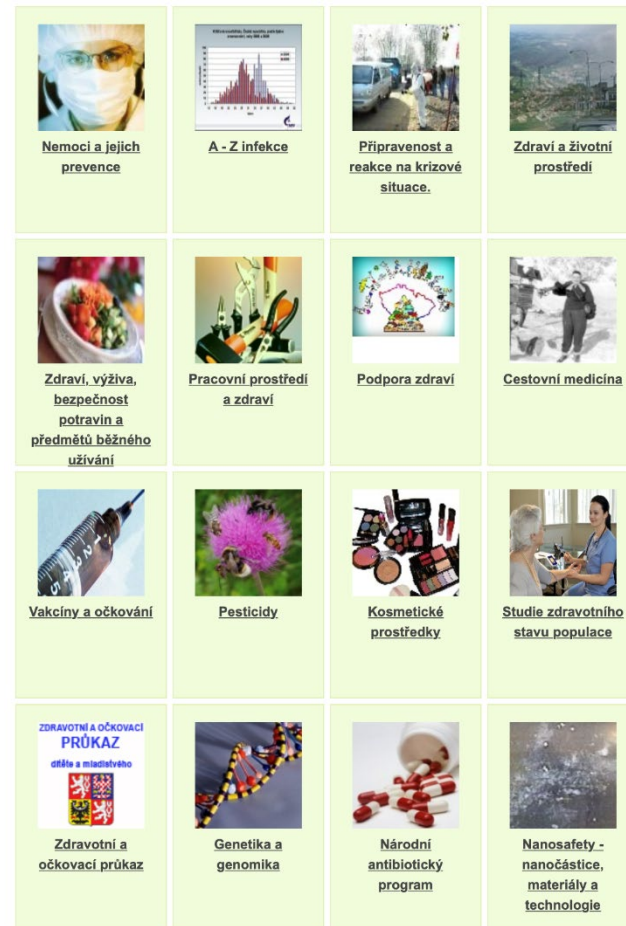 Nemoci a jejich
prevence
A - Z infekce
Připravenost a
reakce na krizové
situace.
Zdraví a životní
prostředí
Zdraví, výživa,
bezpečnost
potravin a
předmětů běžného
užívání
Pracovní prostředí
a zdraví
Podpora zdraví
Cestovní medicína
Vakcíny a očkování
Pesticidy
Kosmetické
prostředky
Studie zdravotního
stavu populace
ZDRAVOTNÍ A OČKOVACÍ
PRŮKAZ
dítěte a mladistvého
Zdravotní a
očkovací průkaz
Genetika a
genomika
Národní
antibiotický
program
Nanosafety -
nanočástice,
materiály a
technologie